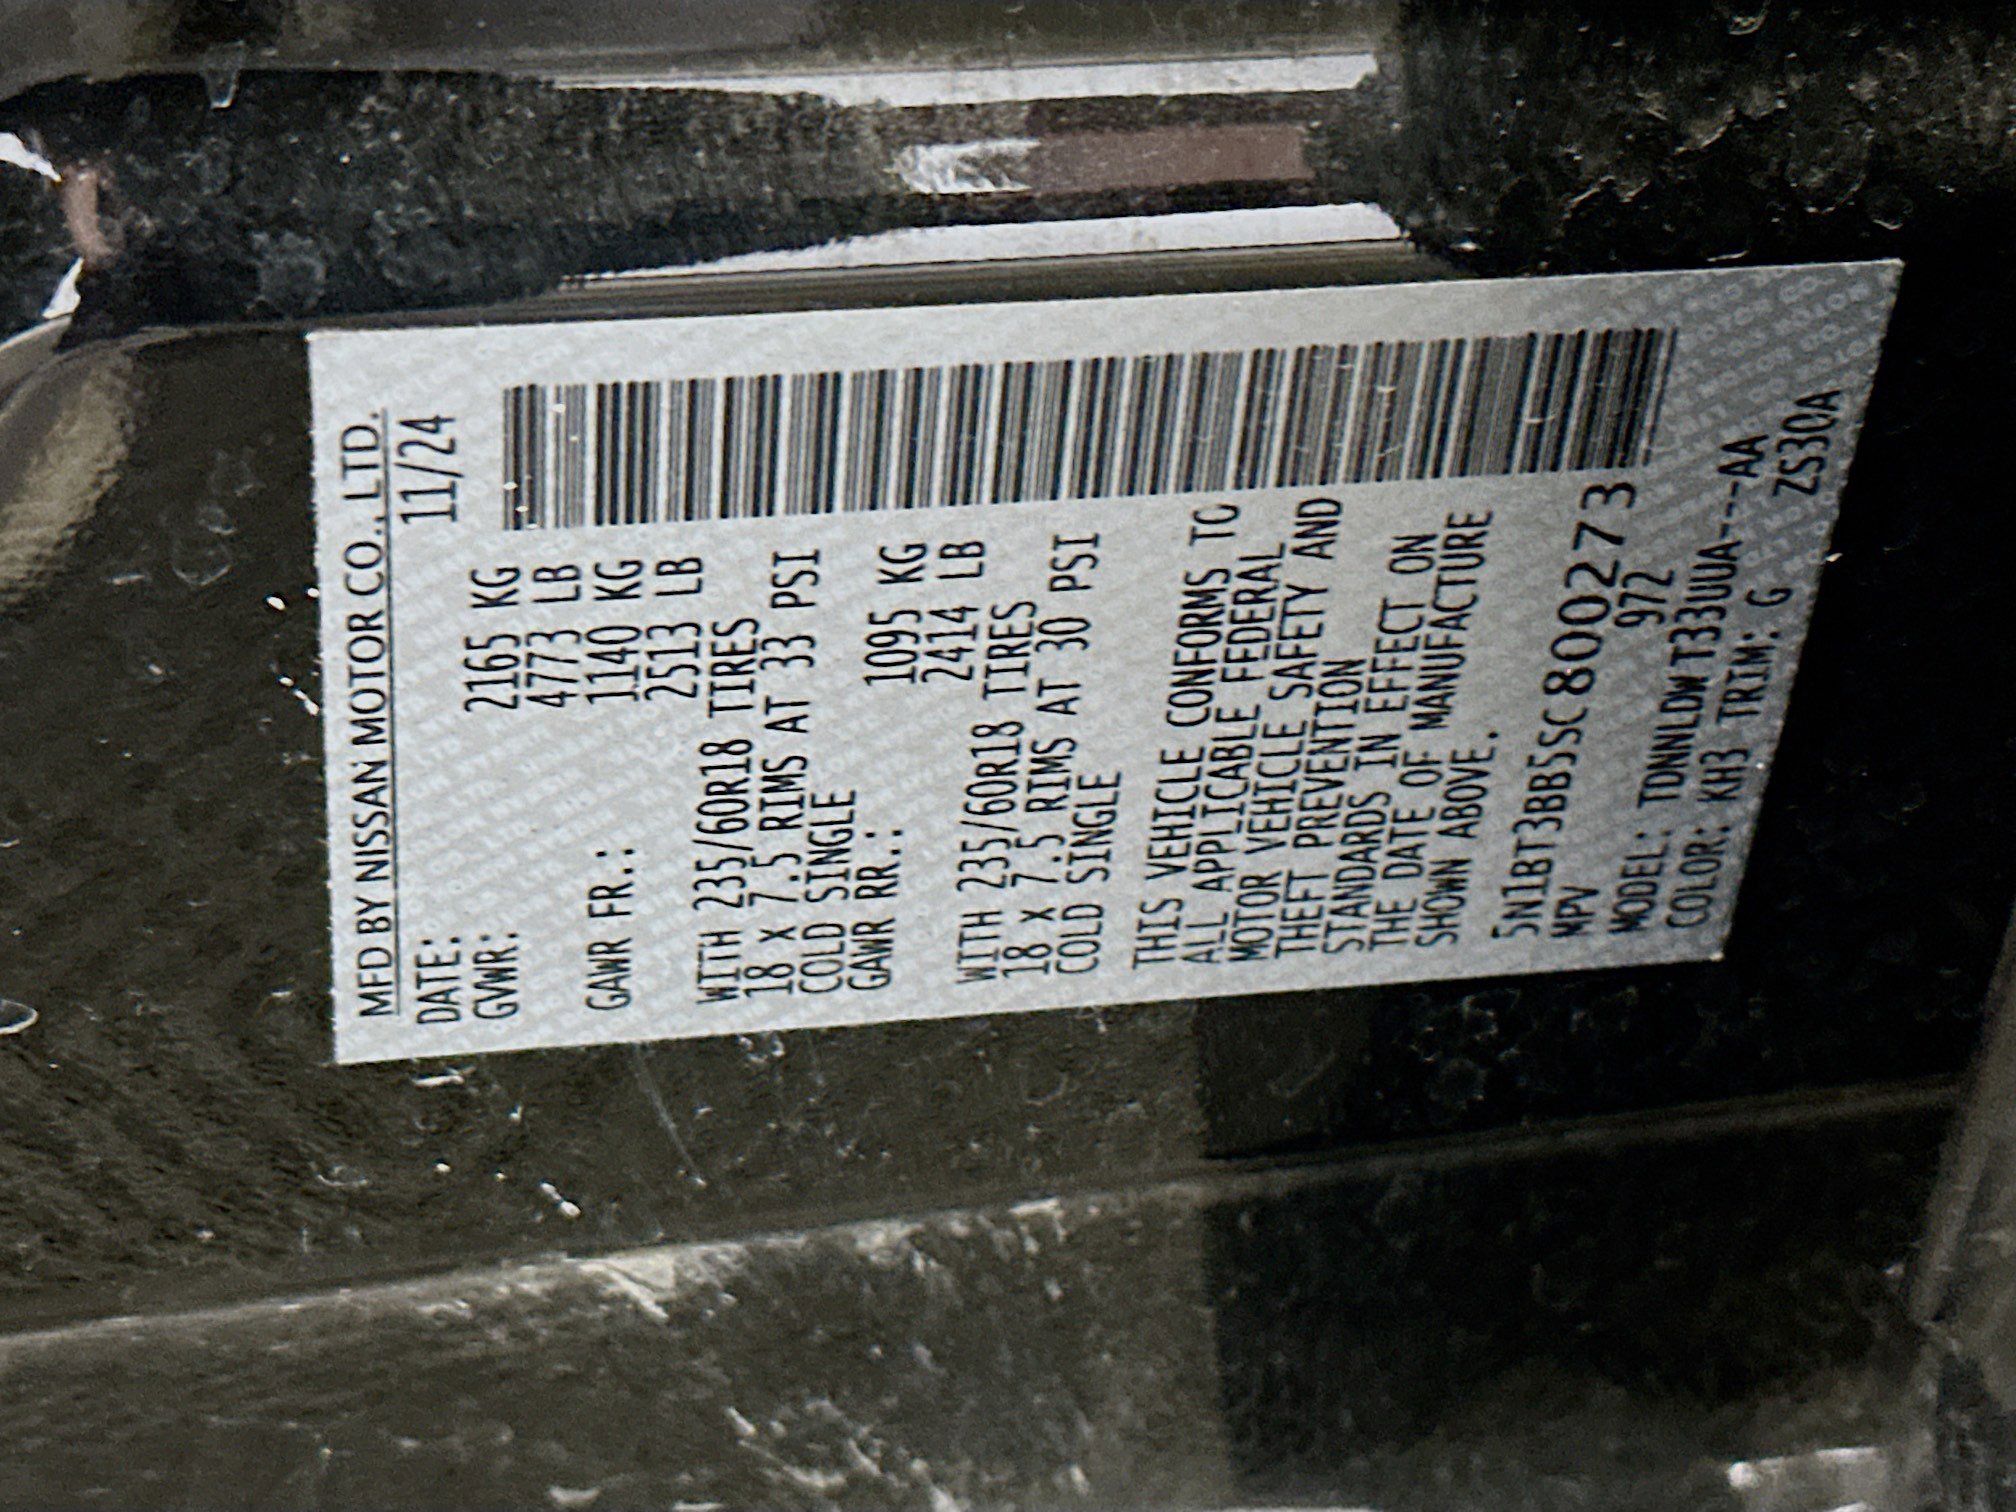 MFD BY NISSAN MOTOR CO., LTD.
DATE: 11/24
GVWR: 2165 KG
4773 LB
GAWR FR.: 1140 KG
2513 LB
WITH 235/60R18 TIRES
18 X 7.5 RIMS AT 33 PSI
COLD SINGLE
GAWR RR.: 1095 KG
2414 LB
WITH 235/60R18 TIRES
18 X 7.5 RIMS AT 30 PSI
COLD SINGLE
THIS VEHICLE CONFORMS TO
ALL APPLICABLE FEDERAL
MOTOR VEHICLE SAFETY AND
THEFT PREVENTION
STANDARDS IN EFFECT ON
THE DATE OF MANUFACTURE
SHOWN ABOVE.
5N1BT3BB5SC800273
MPV 972
MODEL: TDNNLDWT33UUA---AA
COLOR: KH3 TRIM: G ZS30A